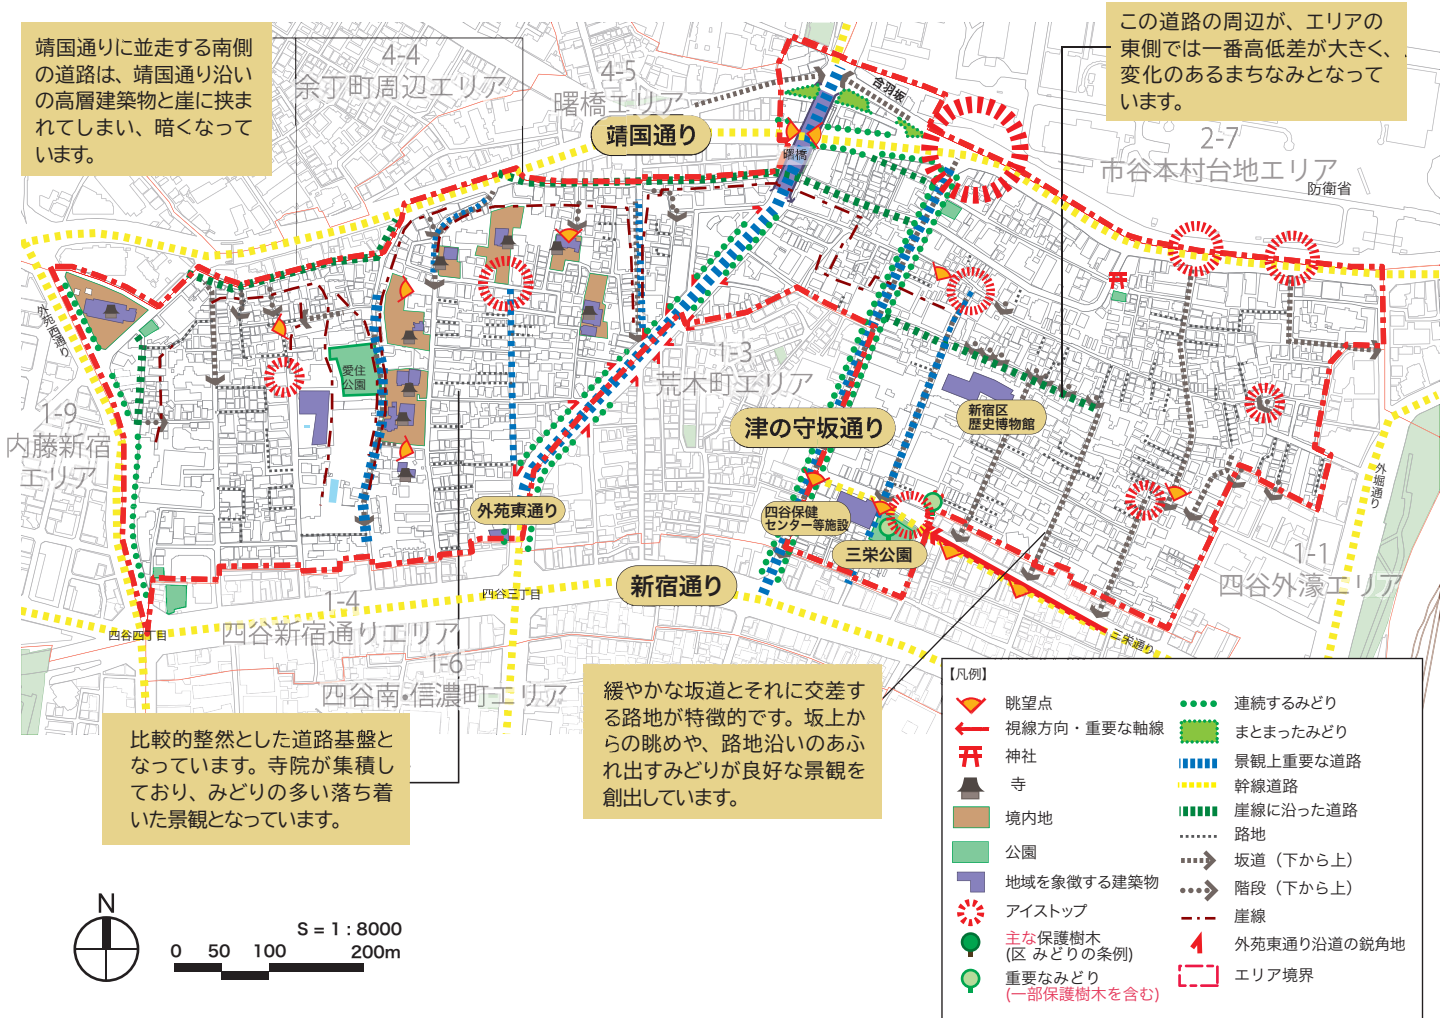 靖国通りに並走する南側
の道路は、靖国通り沿い
の高層建築物と崖に挟ま
れてしまい、暗くなって
います。
この道路の周辺が、エリアの
東側では一番高低差が大きく、
変化のあるまちなみとなって
います。
4-4
余丁町周辺エリア
4-5
曙橋エリア
合羽坂
靖国通り
曙橋
2-7
市谷本村台地エリア
防衛省
外苑西通り
愛住
公園
1-3
荒木町エリア
1-9
内藤新宿
エリア
津の守坂通り
新宿区
歴史博物館
外堀通り
外苑東通り
四谷保健
センター等施設
三栄公園
1-1
四谷外濠エリア
新宿通り
四谷三丁目
1-4
四谷新宿通りエリア
四谷四丁目
三栄通り
1-6
四谷南・信濃町エリア
緩やかな坂道とそれに交差す
る路地が特徴的です。坂上か
らの眺めや、路地沿いのあふ
れ出すみどりが良好な景観を
創出しています。
比較的整然とした道路基盤と
なっています。寺院が集積し
ており、みどりの多い落ち着
いた景観となっています。
【凡例】
眺望点
視線方向・重要な軸線
神社
寺
境内地
公園
地域を象徴する建築物
アイストップ
主な保護樹木
(区 みどりの条例)
重要なみどり
(一部保護樹木を含む)
連続するみどり
まとまったみどり
景観上重要な道路
幹線道路
崖線に沿った道路
路地
坂道（下から上）
階段（下から上）
崖線
外苑東通り沿道の鋭角地
エリア境界
N
S = 1 : 8000
0 50 100 200m